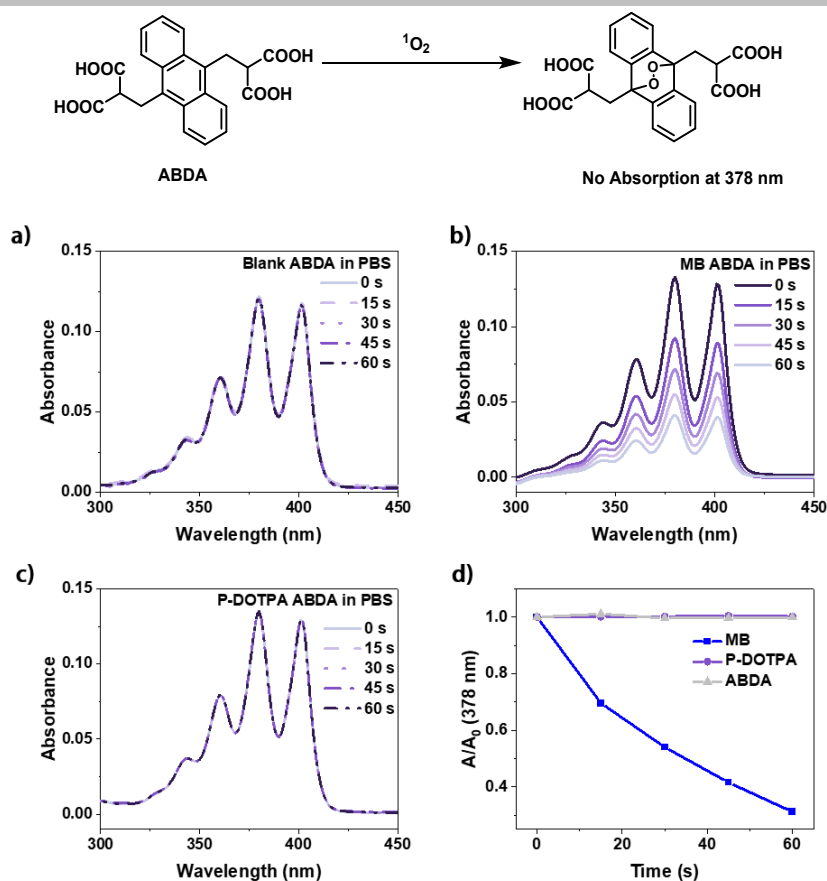 ¹O₂
HOOC
COOH
HOOC
COOH
HOOC
COOH
HOOC
COOH
O
O
ABDA
No Absorption at 378 nm
a)
Blank ABDA in PBS
0 s
15 s
30 s
45 s
60 s
0.15
0.10
0.05
0.00
Absorbance
300
350
400
450
Wavelength (nm)
b)
MB ABDA in PBS
0 s
15 s
30 s
45 s
60 s
0.15
0.10
0.05
0.00
Absorbance
300
350
400
450
Wavelength (nm)
c)
P-DOTPA ABDA in PBS
0 s
15 s
30 s
45 s
60 s
0.15
0.10
0.05
0.00
Absorbance
300
350
400
450
Wavelength (nm)
d)
MB
P-DOTPA
ABDA
1.0
0.8
0.6
0.4
A/A₀ (378 nm)
0
20
40
60
Time (s)